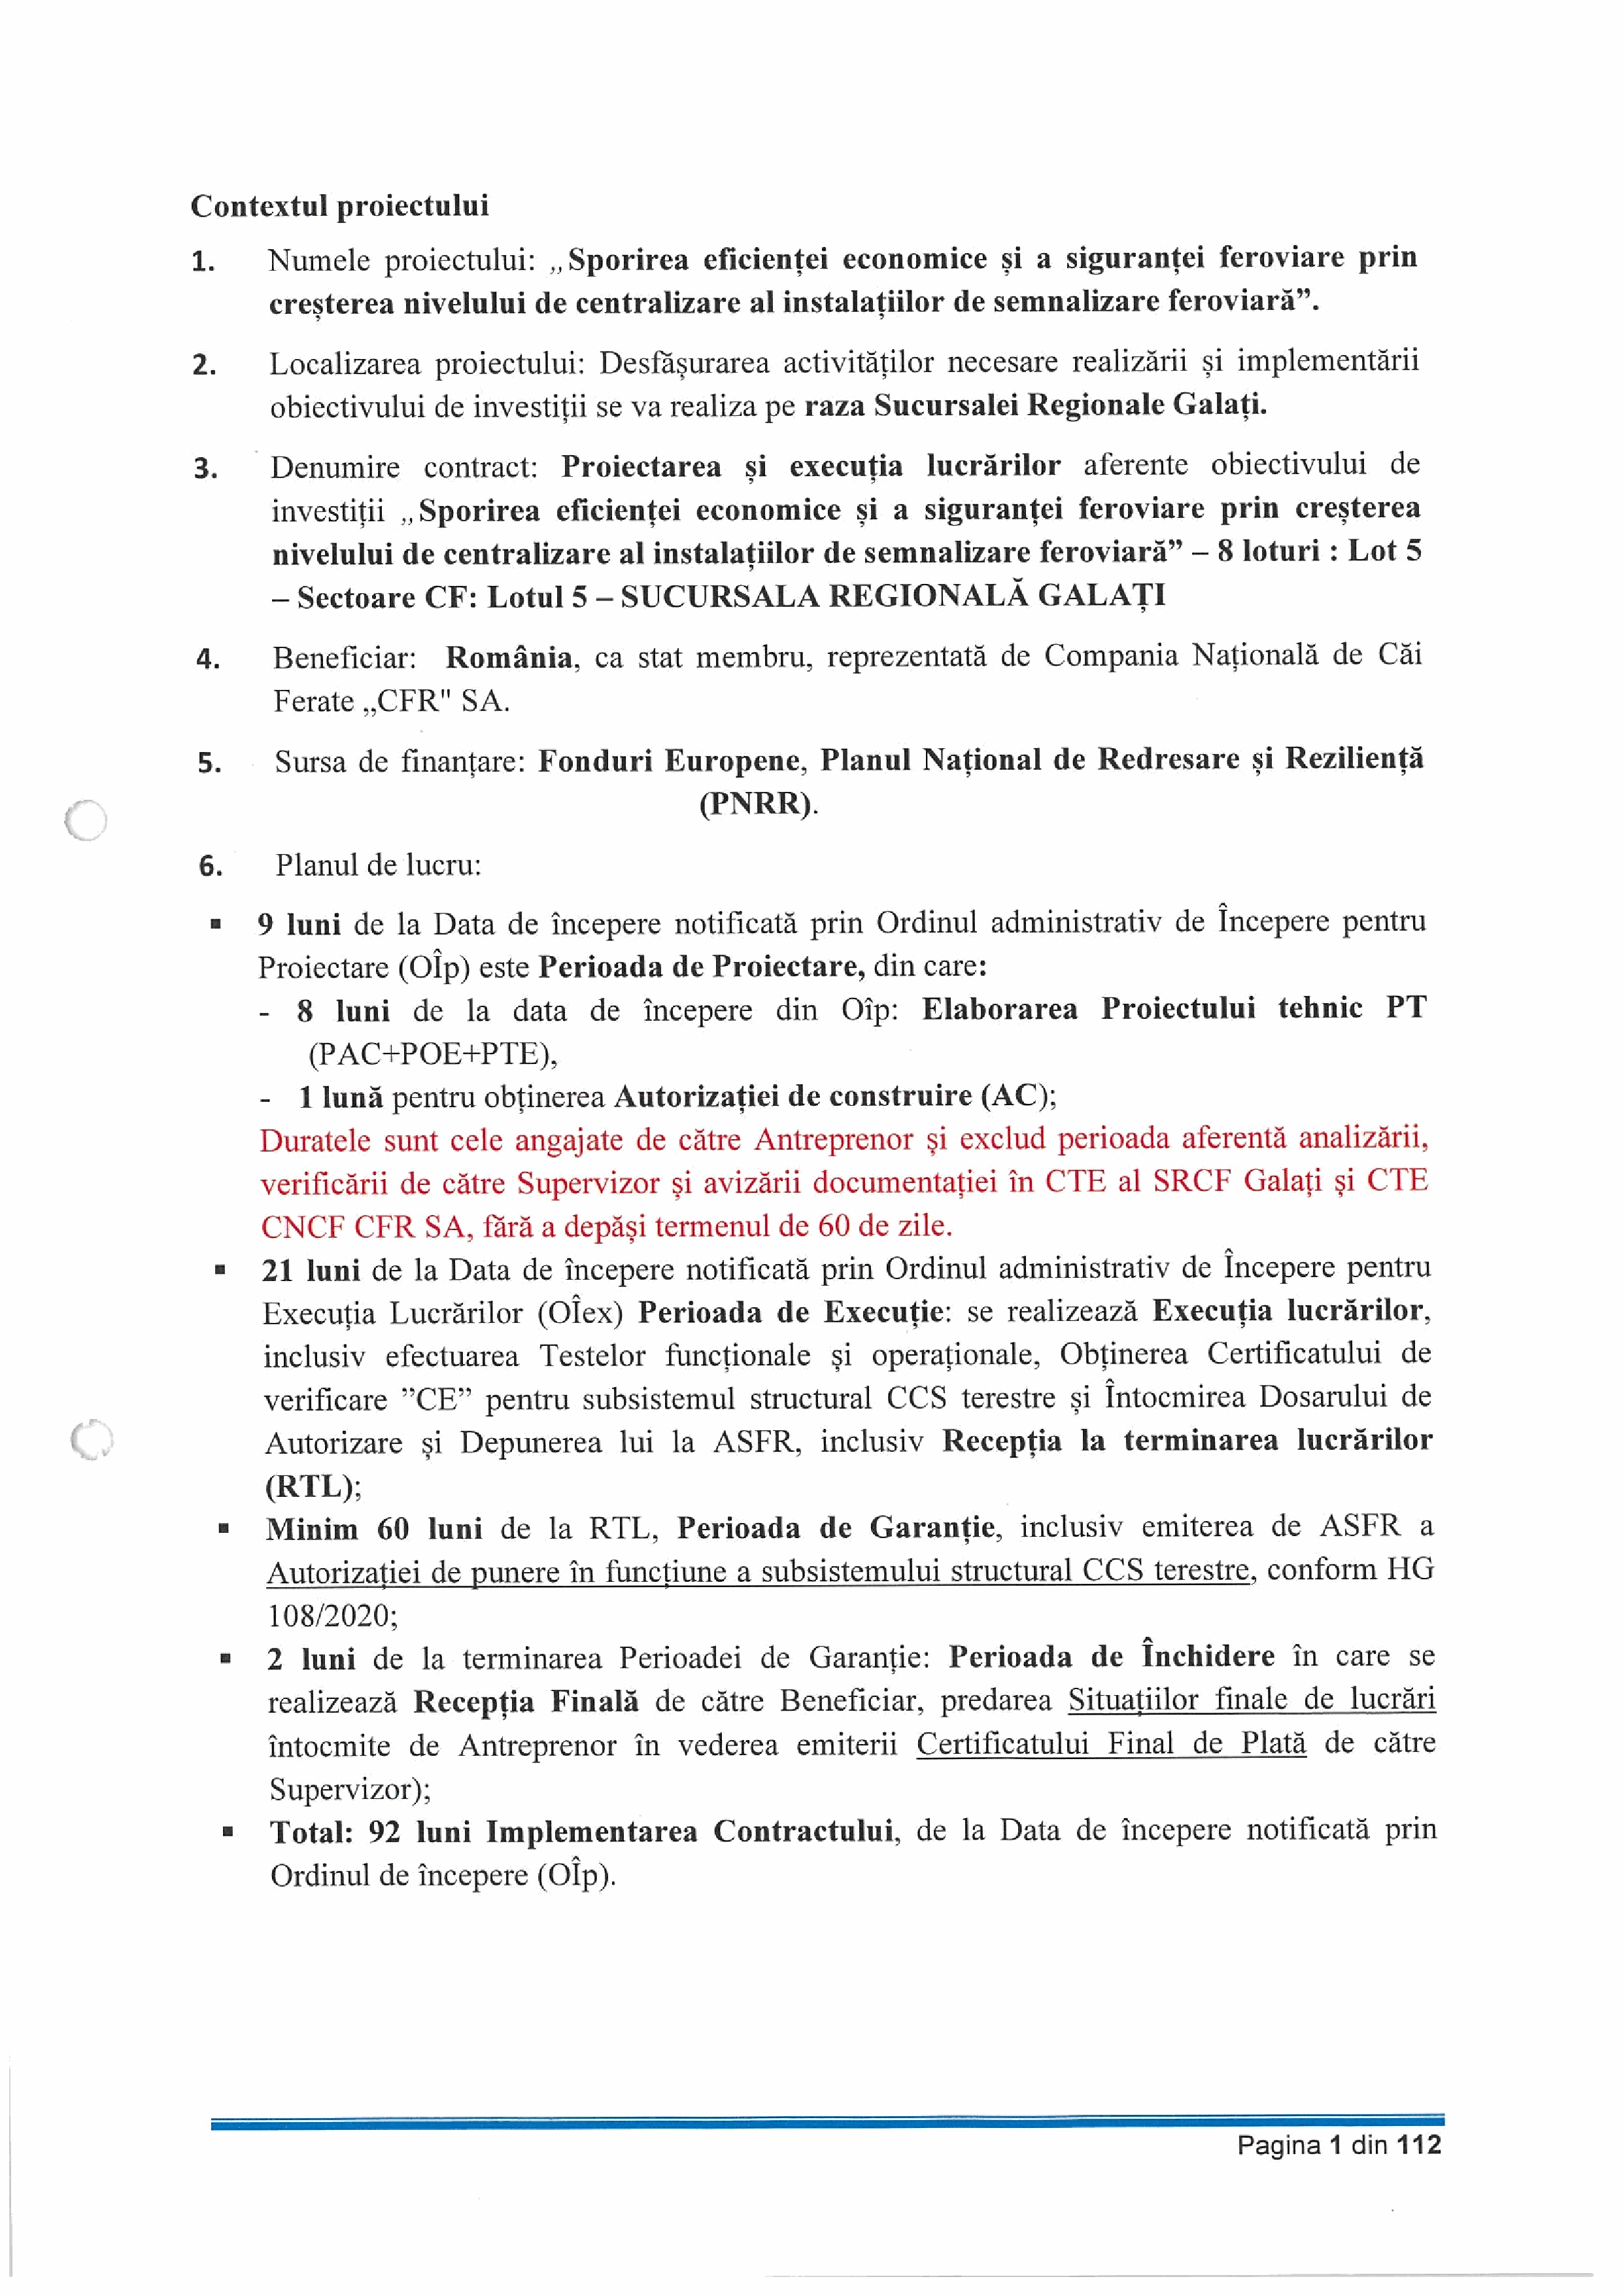 Contextul proiectului
1. Numele proiectului: „Sporirea eficienței economice și a siguranței feroviare prin
creșterea nivelului de centralizare al instalațiilor de semnalizare feroviară”.
2. Localizarea proiectului: Desfășurarea activităților necesare realizării și implementării
obiectivului de investiții se va realiza pe raza Sucursalei Regionale Galați.
3. Denumire contract: Proiectarea și execuția lucrărilor aferente obiectivului de
investiții „Sporirea eficienței economice și a siguranței feroviare prin creșterea
nivelului de centralizare al instalațiilor de semnalizare feroviară” – 8 loturi : Lot 5
– Sectoare CF: Lotul 5 – SUCURSALA REGIONALĂ GALAȚI
4. Beneficiar: România, ca stat membru, reprezentată de Compania Națională de Căi
Ferate „CFR" SA.
5. Sursa de finanțare: Fonduri Europene, Planul Național de Redresare și Reziliență
(PNRR).
6. Planul de lucru:
▪ 9 luni de la Data de începere notificată prin Ordinul administrativ de Începere pentru
Proiectare (OÎp) este Perioada de Proiectare, din care:
- 8 luni de la data de începere din Oîp: Elaborarea Proiectului tehnic PT
(PAC+POE+PTE),
- 1 lună pentru obținerea Autorizației de construire (AC);
Duratele sunt cele angajate de către Antreprenor și exclud perioada aferentă analizării,
verificării de către Supervizor și avizării documentației în CTE al SRCF Galați și CTE
CNCF CFR SA, fără a depăși termenul de 60 de zile.
▪ 21 luni de la Data de începere notificată prin Ordinul administrativ de Începere pentru
Execuția Lucrărilor (OÎex) Perioada de Execuție: se realizează Execuția lucrărilor,
inclusiv efectuarea Testelor funcționale și operaționale, Obținerea Certificatului de
verificare ”CE” pentru subsistemul structural CCS terestre și Întocmirea Dosarului de
Autorizare și Depunerea lui la ASFR, inclusiv Recepția la terminarea lucrărilor
(RTL);
▪ Minim 60 luni de la RTL, Perioada de Garanție, inclusiv emiterea de ASFR a
Autorizației de punere în funcțiune a subsistemului structural CCS terestre, conform HG
108/2020;
▪ 2 luni de la terminarea Perioadei de Garanție: Perioada de Închidere în care se
realizează Recepția Finală de către Beneficiar, predarea Situațiilor finale de lucrări
întocmite de Antreprenor în vederea emiterii Certificatului Final de Plată de către
Supervizor);
▪ Total: 92 luni Implementarea Contractului, de la Data de începere notificată prin
Ordinul de începere (OÎp).
Pagina 1 din 112